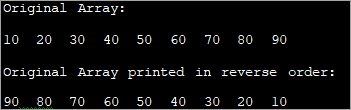 Original Array:
10 20 30 40 50 60 70 80 90
Original Array printed in reverse order:
90 80 70 60 50 40 30 20 10